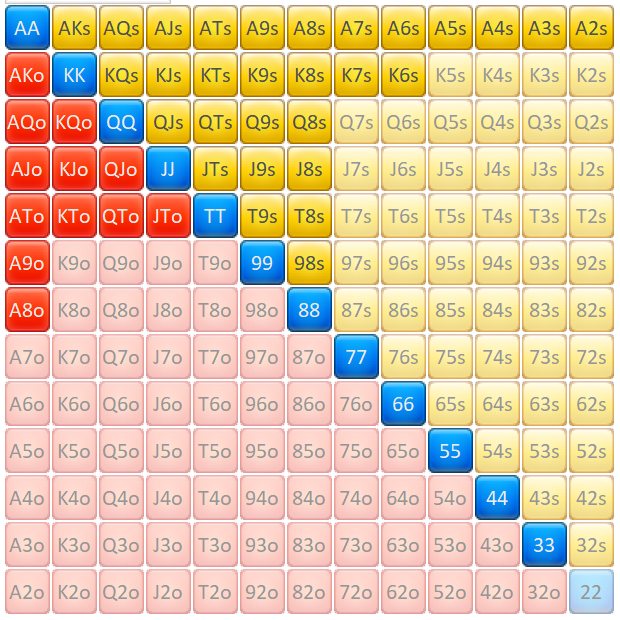 AA AKs AQs AJs ATs A9s A8s A7s A6s A5s A4s A3s A2s
AKo KK KQs KJs KTs K9s K8s K7s K6s K5s K4s K3s K2s
AQo KQo QQ QJs QTs Q9s Q8s Q7s Q6s Q5s Q4s Q3s Q2s
AJo KJo QJo JJ JTs J9s J8s J7s J6s J5s J4s J3s J2s
ATo KTo QTo JTo TT T9s T8s T7s T6s T5s T4s T3s T2s
A9o K9o Q9o J9o T9o 99 98s 97s 96s 95s 94s 93s 92s
A8o K8o Q8o J8o T8o 98o 88 87s 86s 85s 84s 83s 82s
A7o K7o Q7o J7o T7o 97o 87o 77 76s 75s 74s 73s 72s
A6o K6o Q6o J6o T6o 96o 86o 76o 66 65s 64s 63s 62s
A5o K5o Q5o J5o T5o 95o 85o 75o 65o 55 54s 53s 52s
A4o K4o Q4o J4o T4o 94o 84o 74o 64o 54o 44 43s 42s
A3o K3o Q3o J3o T3o 93o 83o 73o 63o 53o 43o 33 32s
A2o K2o Q2o J2o T2o 92o 82o 72o 62o 52o 42o 32o 22